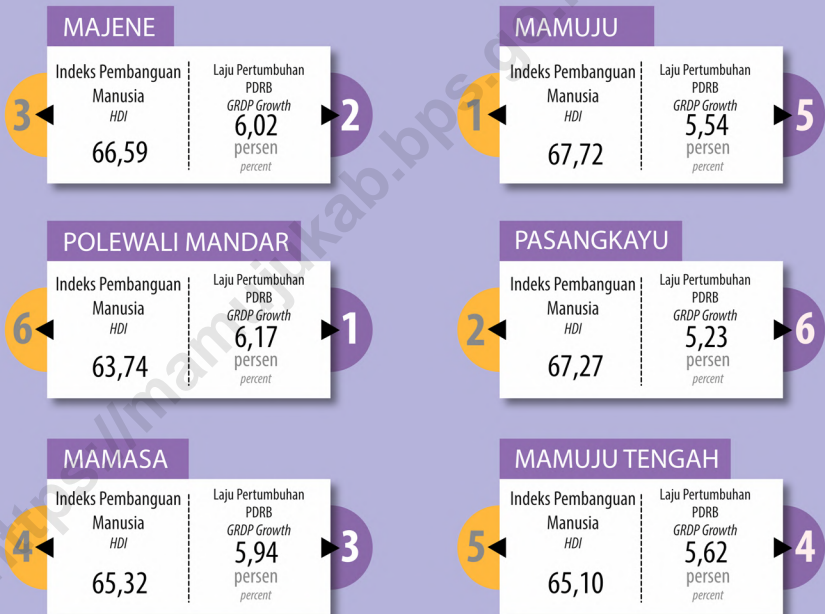 MAJENE
3
Indeks Pembanguan
Manusia
HDI
66,59
Laju Pertumbuhan
PDRB
GRDP Growth
6,02
persen
percent
2
MAMUJU
1
Indeks Pembanguan
Manusia
HDI
67,72
Laju Pertumbuhan
PDRB
GRDP Growth
5,54
persen
percent
5
POLEWALI MANDAR
6
Indeks Pembanguan
Manusia
HDI
63,74
Laju Pertumbuhan
PDRB
GRDP Growth
6,17
persen
percent
1
PASANGKAYU
2
Indeks Pembanguan
Manusia
HDI
67,27
Laju Pertumbuhan
PDRB
GRDP Growth
5,23
persen
percent
6
MAMASA
4
Indeks Pembanguan
Manusia
HDI
65,32
Laju Pertumbuhan
PDRB
GRDP Growth
5,94
persen
percent
3
MAMUJU TENGAH
5
Indeks Pembanguan
Manusia
HDI
65,10
Laju Pertumbuhan
PDRB
GRDP Growth
5,62
persen
percent
4
https://mamujukab.bps.go.